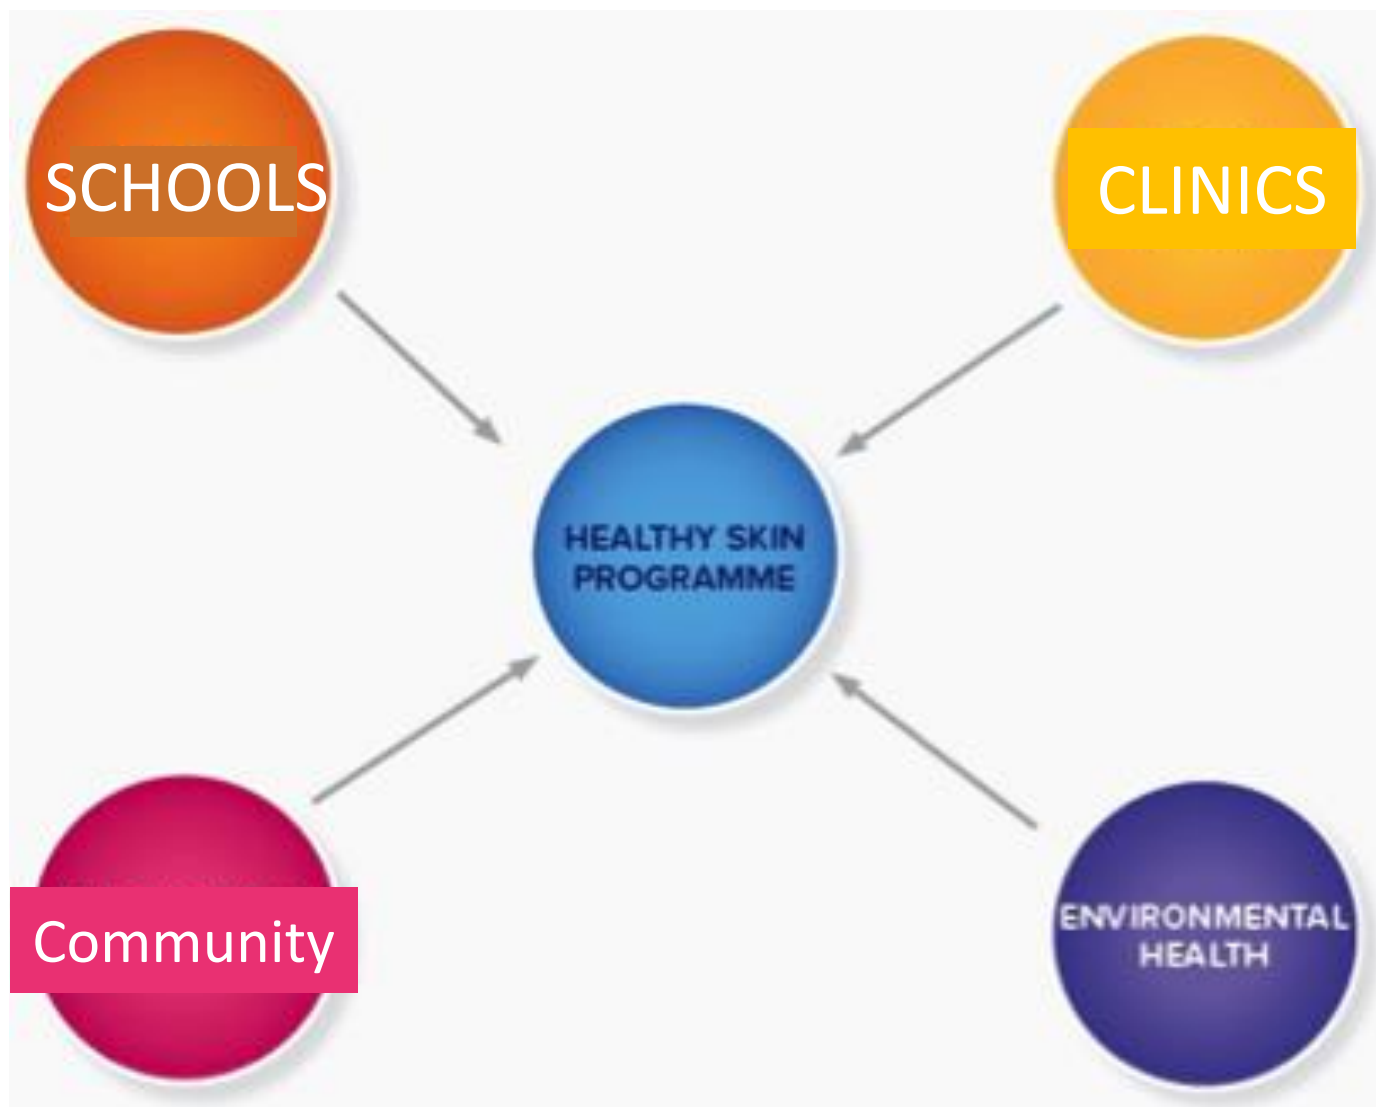 SCHOOLS
CLINICS
HEALTHY SKIN
PROGRAMME
Community
ENVIRONMENTAL
HEALTH